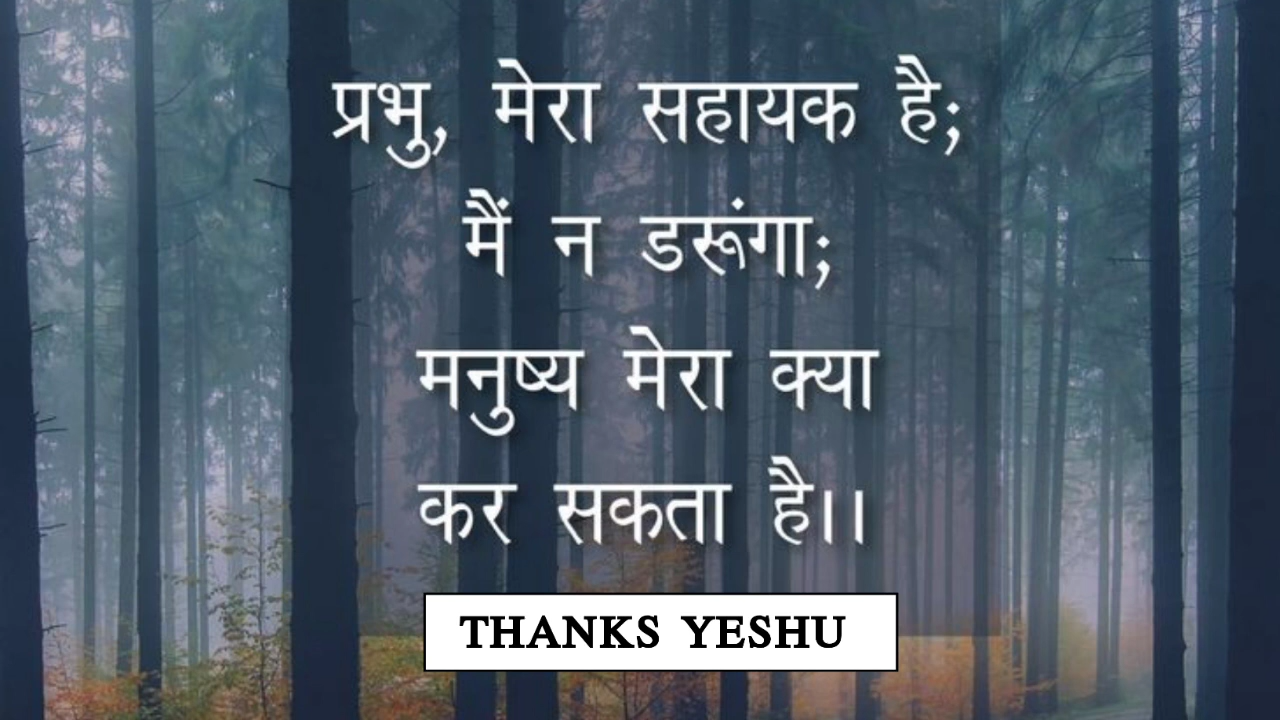 प्रभु, मेरा सहायक है;
मैं न डरूंगा;
मनुष्य मेरा क्या
कर सकता है।।
THANKS YESHU